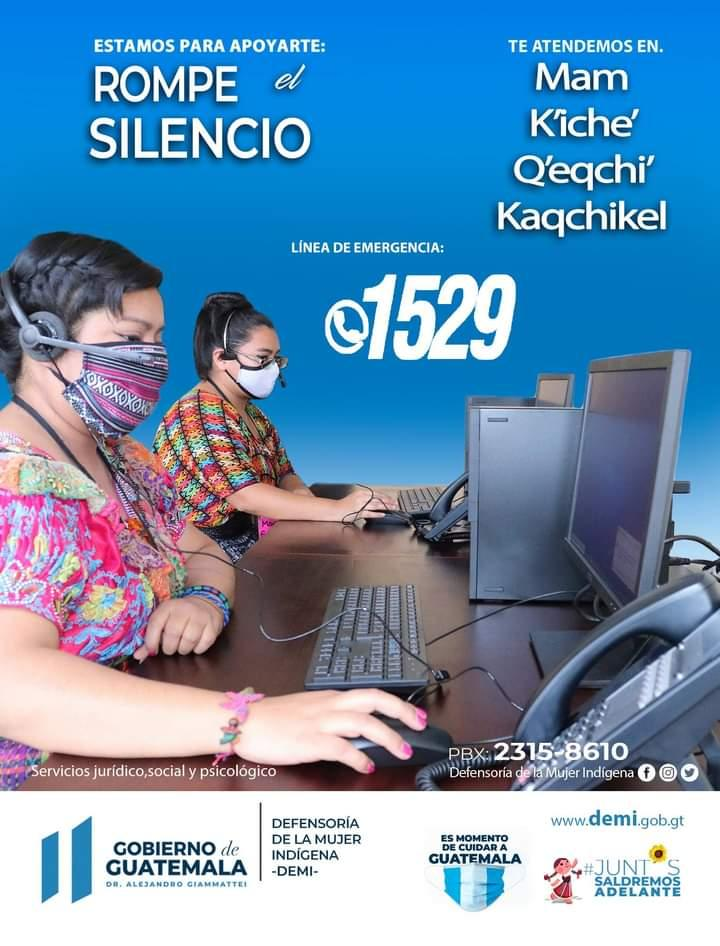 ESTAMOS PARA APOYARTE:
ROMPE el
SILENCIO
TE ATENDEMOS EN.
Mam
K'iche'
Q'eqchi'
Kaqchikel
LÍNEA DE EMERGENCIA:
1529
XOXOXOXOX
PBX: 2315-8610
Defensoría de la Mujer Indígena
Servicios jurídico,social y psicológico
GOBIERNO de
GUATEMALA
DR. ALEJANDRO GIAMMATTEI
DEFENSORÍA
DE LA MUJER
INDÍGENA
-DEMI-
ES MOMENTO
DE CUIDAR A
GUATEMALA
www.demi.gob.gt
#JUNTOS
SALDREMOS
ADELANTE